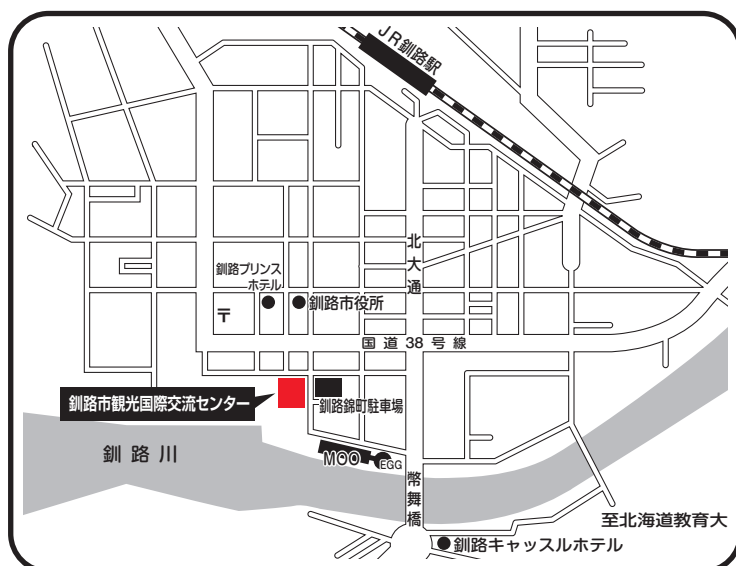 JR釧路駅
北大通
釧路プリンス
ホテル
釧路市役所
〒
国道38号線
釧路市観光国際交流センター
釧路錦町駐車場
釧路川
MOO
EGG
幣舞橋
至北海道教育大
釧路キャッスルホテル